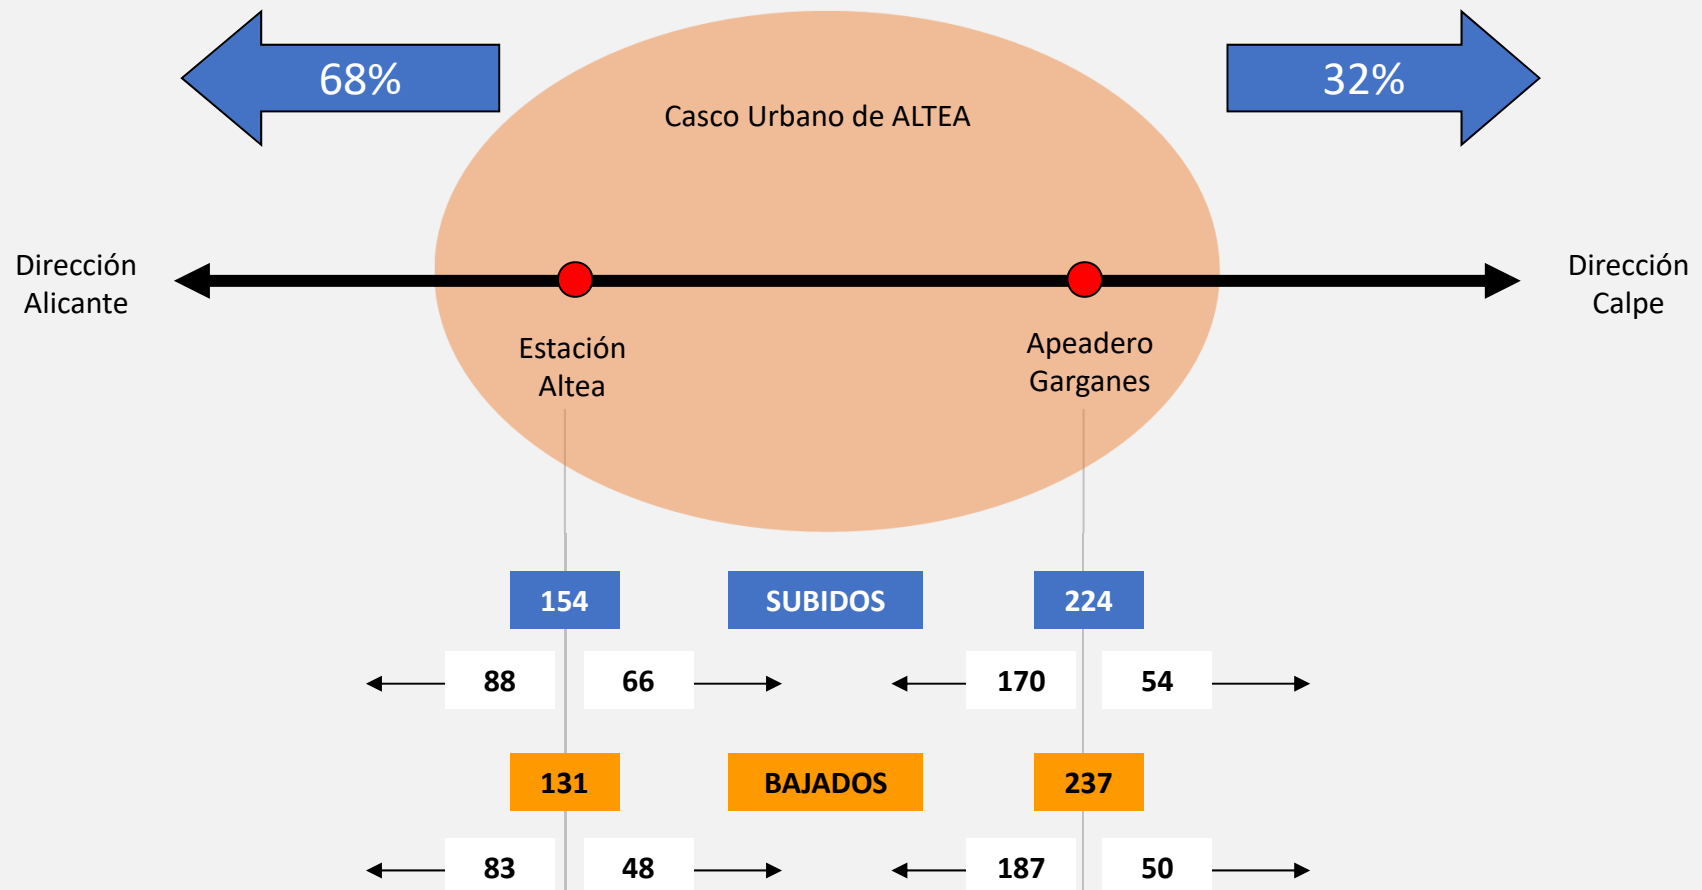 68%
32%
Casco Urbano de ALTEA
Dirección
Alicante
Dirección
Calpe
Estación
Altea
Apeadero
Garganes
154
SUBIDOS
224
88
66
170
54
131
BAJADOS
237
83
48
187
50